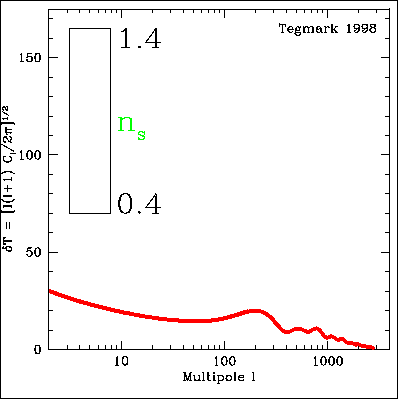 Tegmark 1998
1.4
n_s
0.4
δT = [l(l+1) C_l/2π]^1/2
150
100
50
0
10 100 1000
Multipole l